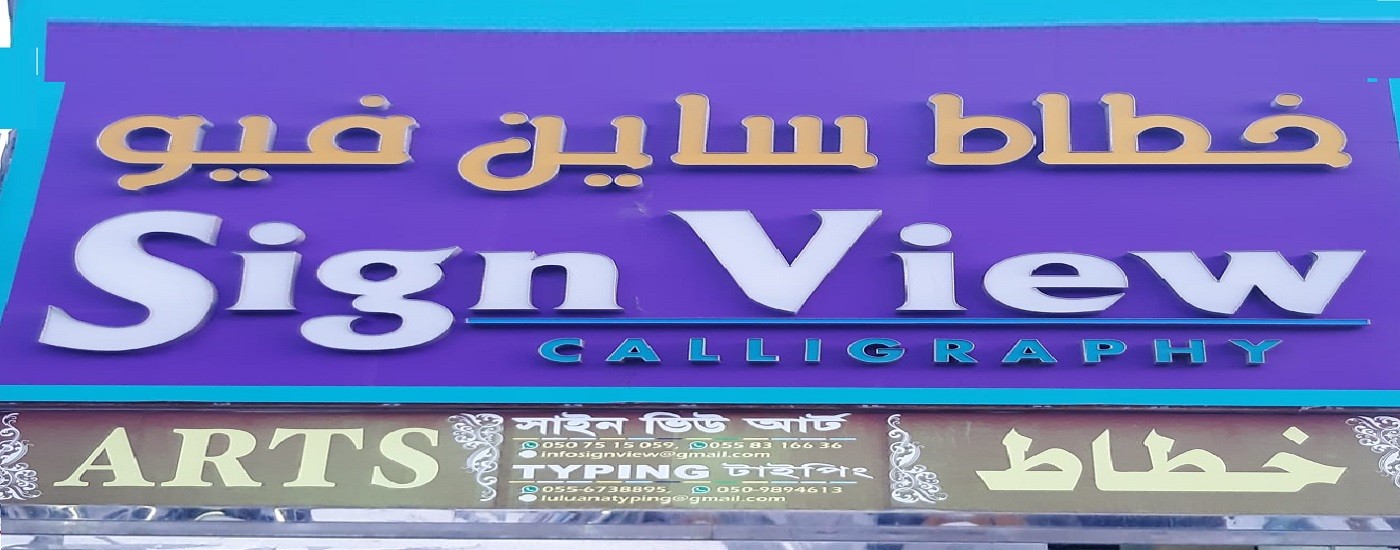 خطاط ساين فيو
Sign View
CALLIGRAPHY
ARTS
সাইন ভিউ আর্ট
050 75 15 059, 055 83 166 36
infosignview@gmail.com
TYPING টাইপিং
055-6738895, 050-9894613
fuluanatyping@gmail.com
خطاط